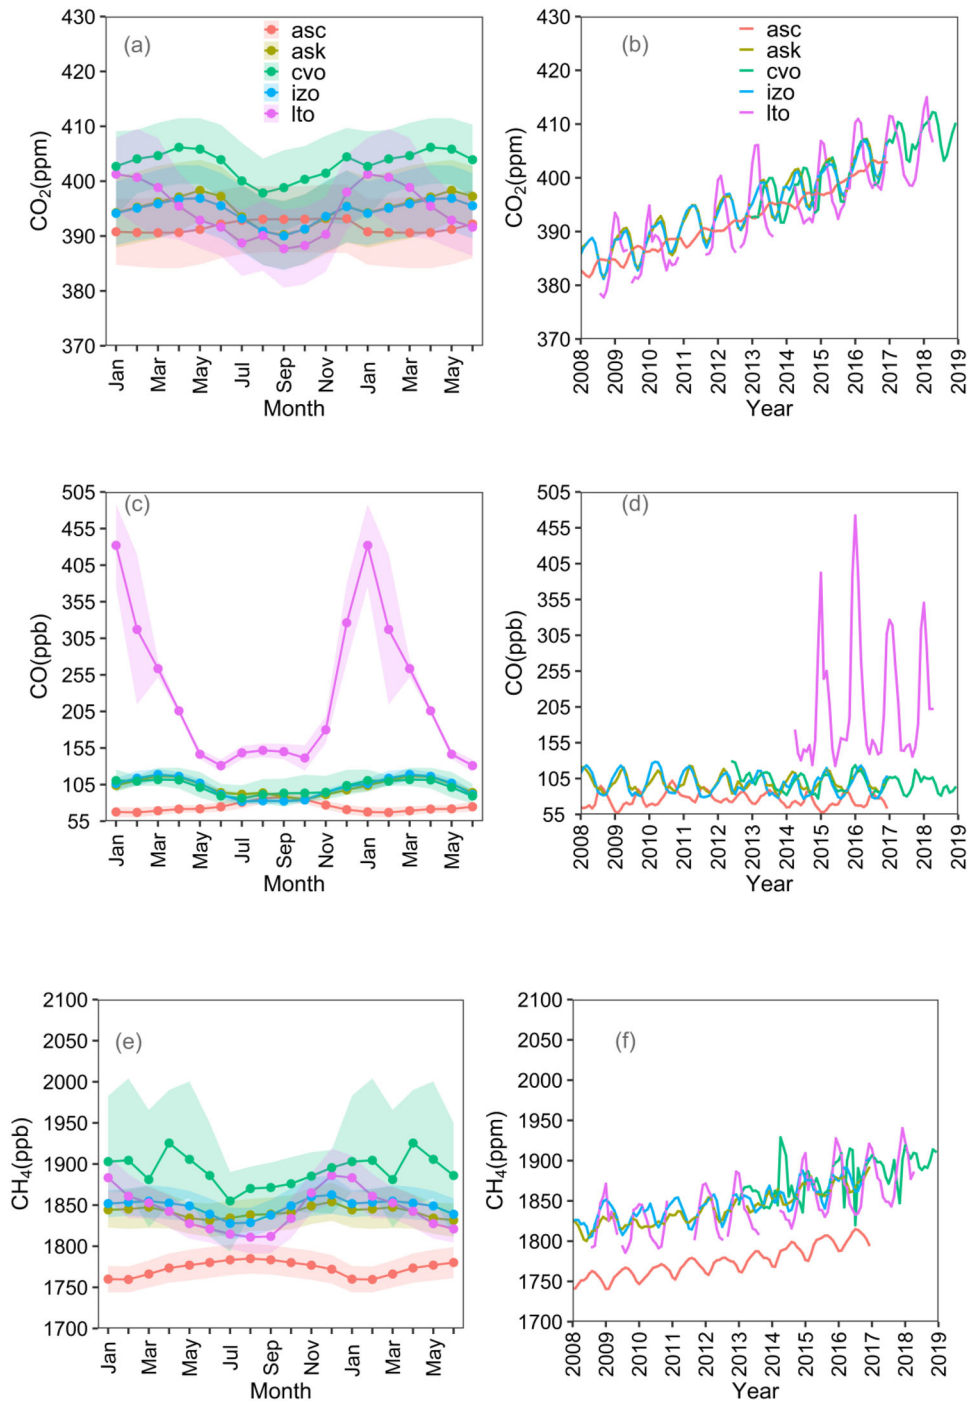 (a)
asc
ask
cvo
izo
lto
430
420
410
400
390
380
370
CO2(ppm)
Jan
Mar
May
Jul
Sep
Nov
Jan
Mar
May
Month
(b)
asc
ask
cvo
izo
lto
430
420
410
400
390
380
370
CO2(ppm)
2008
2009
2010
2011
2012
2013
2014
2015
2016
2017
2018
2019
Year
(c)
505
455
405
355
305
255
205
155
105
55
CO(ppb)
Jan
Mar
May
Jul
Sep
Nov
Jan
Mar
May
Month
(d)
505
455
405
355
305
255
205
155
105
55
CO(ppb)
2008
2009
2010
2011
2012
2013
2014
2015
2016
2017
2018
2019
Year
(e)
2100
2050
2000
1950
1900
1850
1800
1750
1700
CH4(ppb)
Jan
Mar
May
Jul
Sep
Nov
Jan
Mar
May
Month
(f)
2100
2050
2000
1950
1900
1850
1800
1750
1700
CH4(ppm)
2008
2009
2010
2011
2012
2013
2014
2015
2016
2017
2018
2019
Year